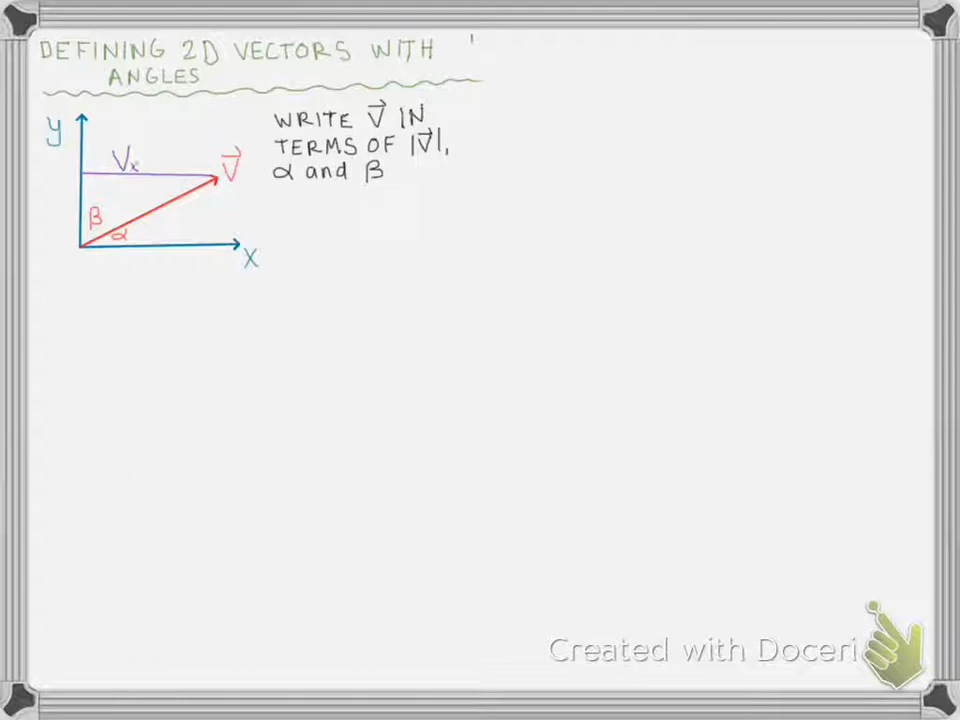 DEFINING 2D VECTORS WITH
ANGLES
y
Vx
V⃗
β
α
X
WRITE V⃗ IN
TERMS OF |V⃗|,
α and β
Created with Doceri